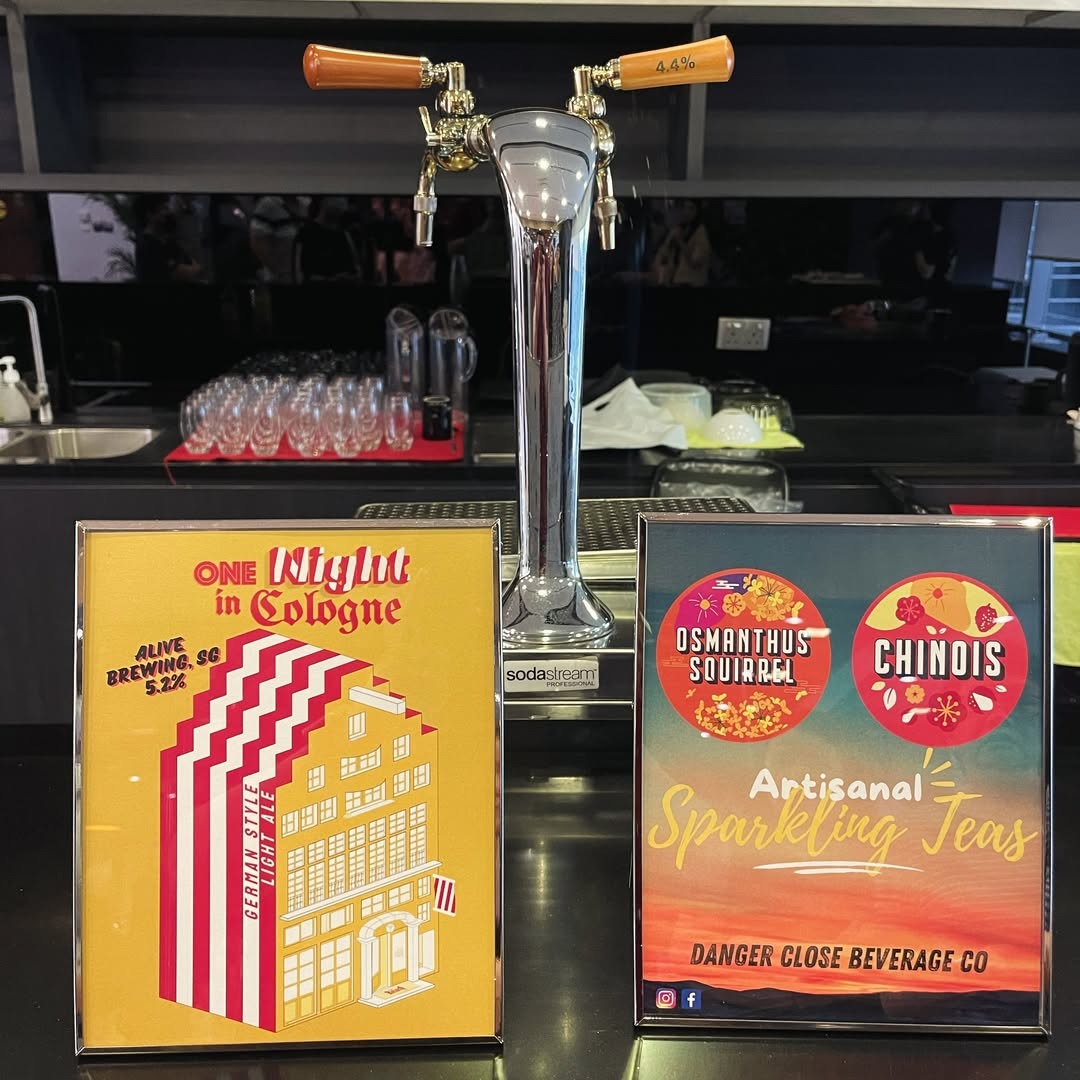 4.4%
sodastream
PROFESSIONAL
ONE Night
in Cologne
ALIVE
BREWING, SG
5.2%
GERMAN STYLE
LIGHT ALE
OSMANTHUS
SQUIRREL
CHINOIS
Artisanal
Sparkling Teas
DANGER CLOSE BEVERAGE CO